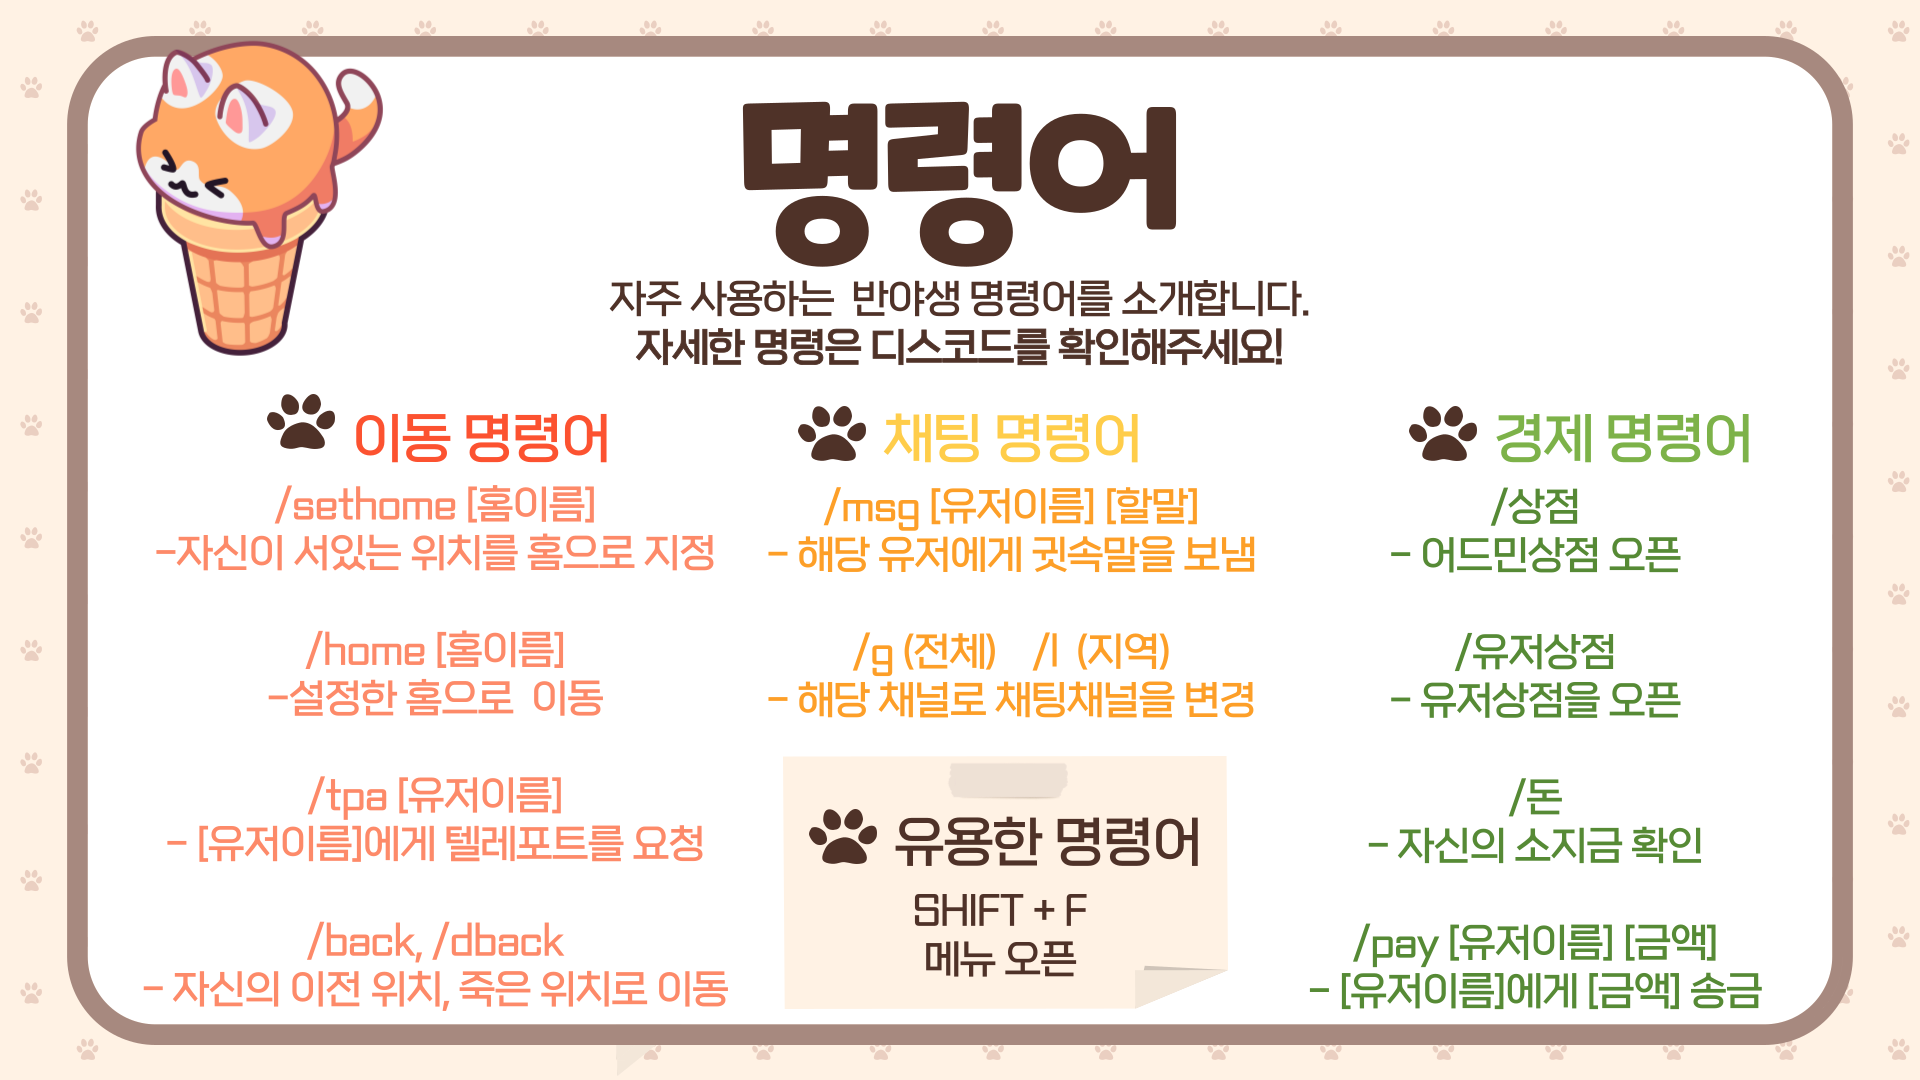 명령어
자주 사용하는 반야생 명령어를 소개합니다.
자세한 명령은 디스코드를 확인해주세요!
이동 명령어
/sethome [홈이름]
-자신이 서있는 위치를 홈으로 지정
/home [홈이름]
-설정한 홈으로 이동
/tpa [유저이름]
- [유저이름]에게 텔레포트를 요청
/back, /dback
- 자신의 이전 위치, 죽은 위치로 이동
채팅 명령어
/msg [유저이름] [할말]
- 해당 유저에게 귓속말을 보냄
/g (전체) /l (지역)
- 해당 채널로 채팅채널을 변경
유용한 명령어
SHIFT + F
메뉴 오픈
경제 명령어
/상점
- 어드민상점 오픈
/유저상점
- 유저상점을 오픈
/돈
- 자신의 소지금 확인
/pay [유저이름] [금액]
- [유저이름]에게 [금액] 송금